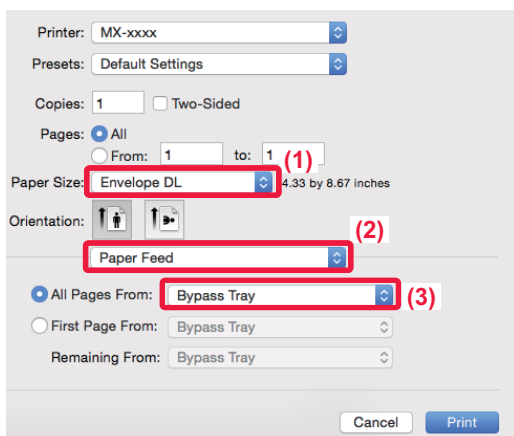 Printer: MX-xxxx
Presets: Default Settings
Copies: 1 Two-Sided
Pages: All
From: 1 to: 1 (1)
Paper Size: Envelope DL 4.33 by 8.67 inches
Orientation:
(2)
Paper Feed
All Pages From: Bypass Tray (3)
First Page From: Bypass Tray
Remaining From: Bypass Tray
Cancel Print